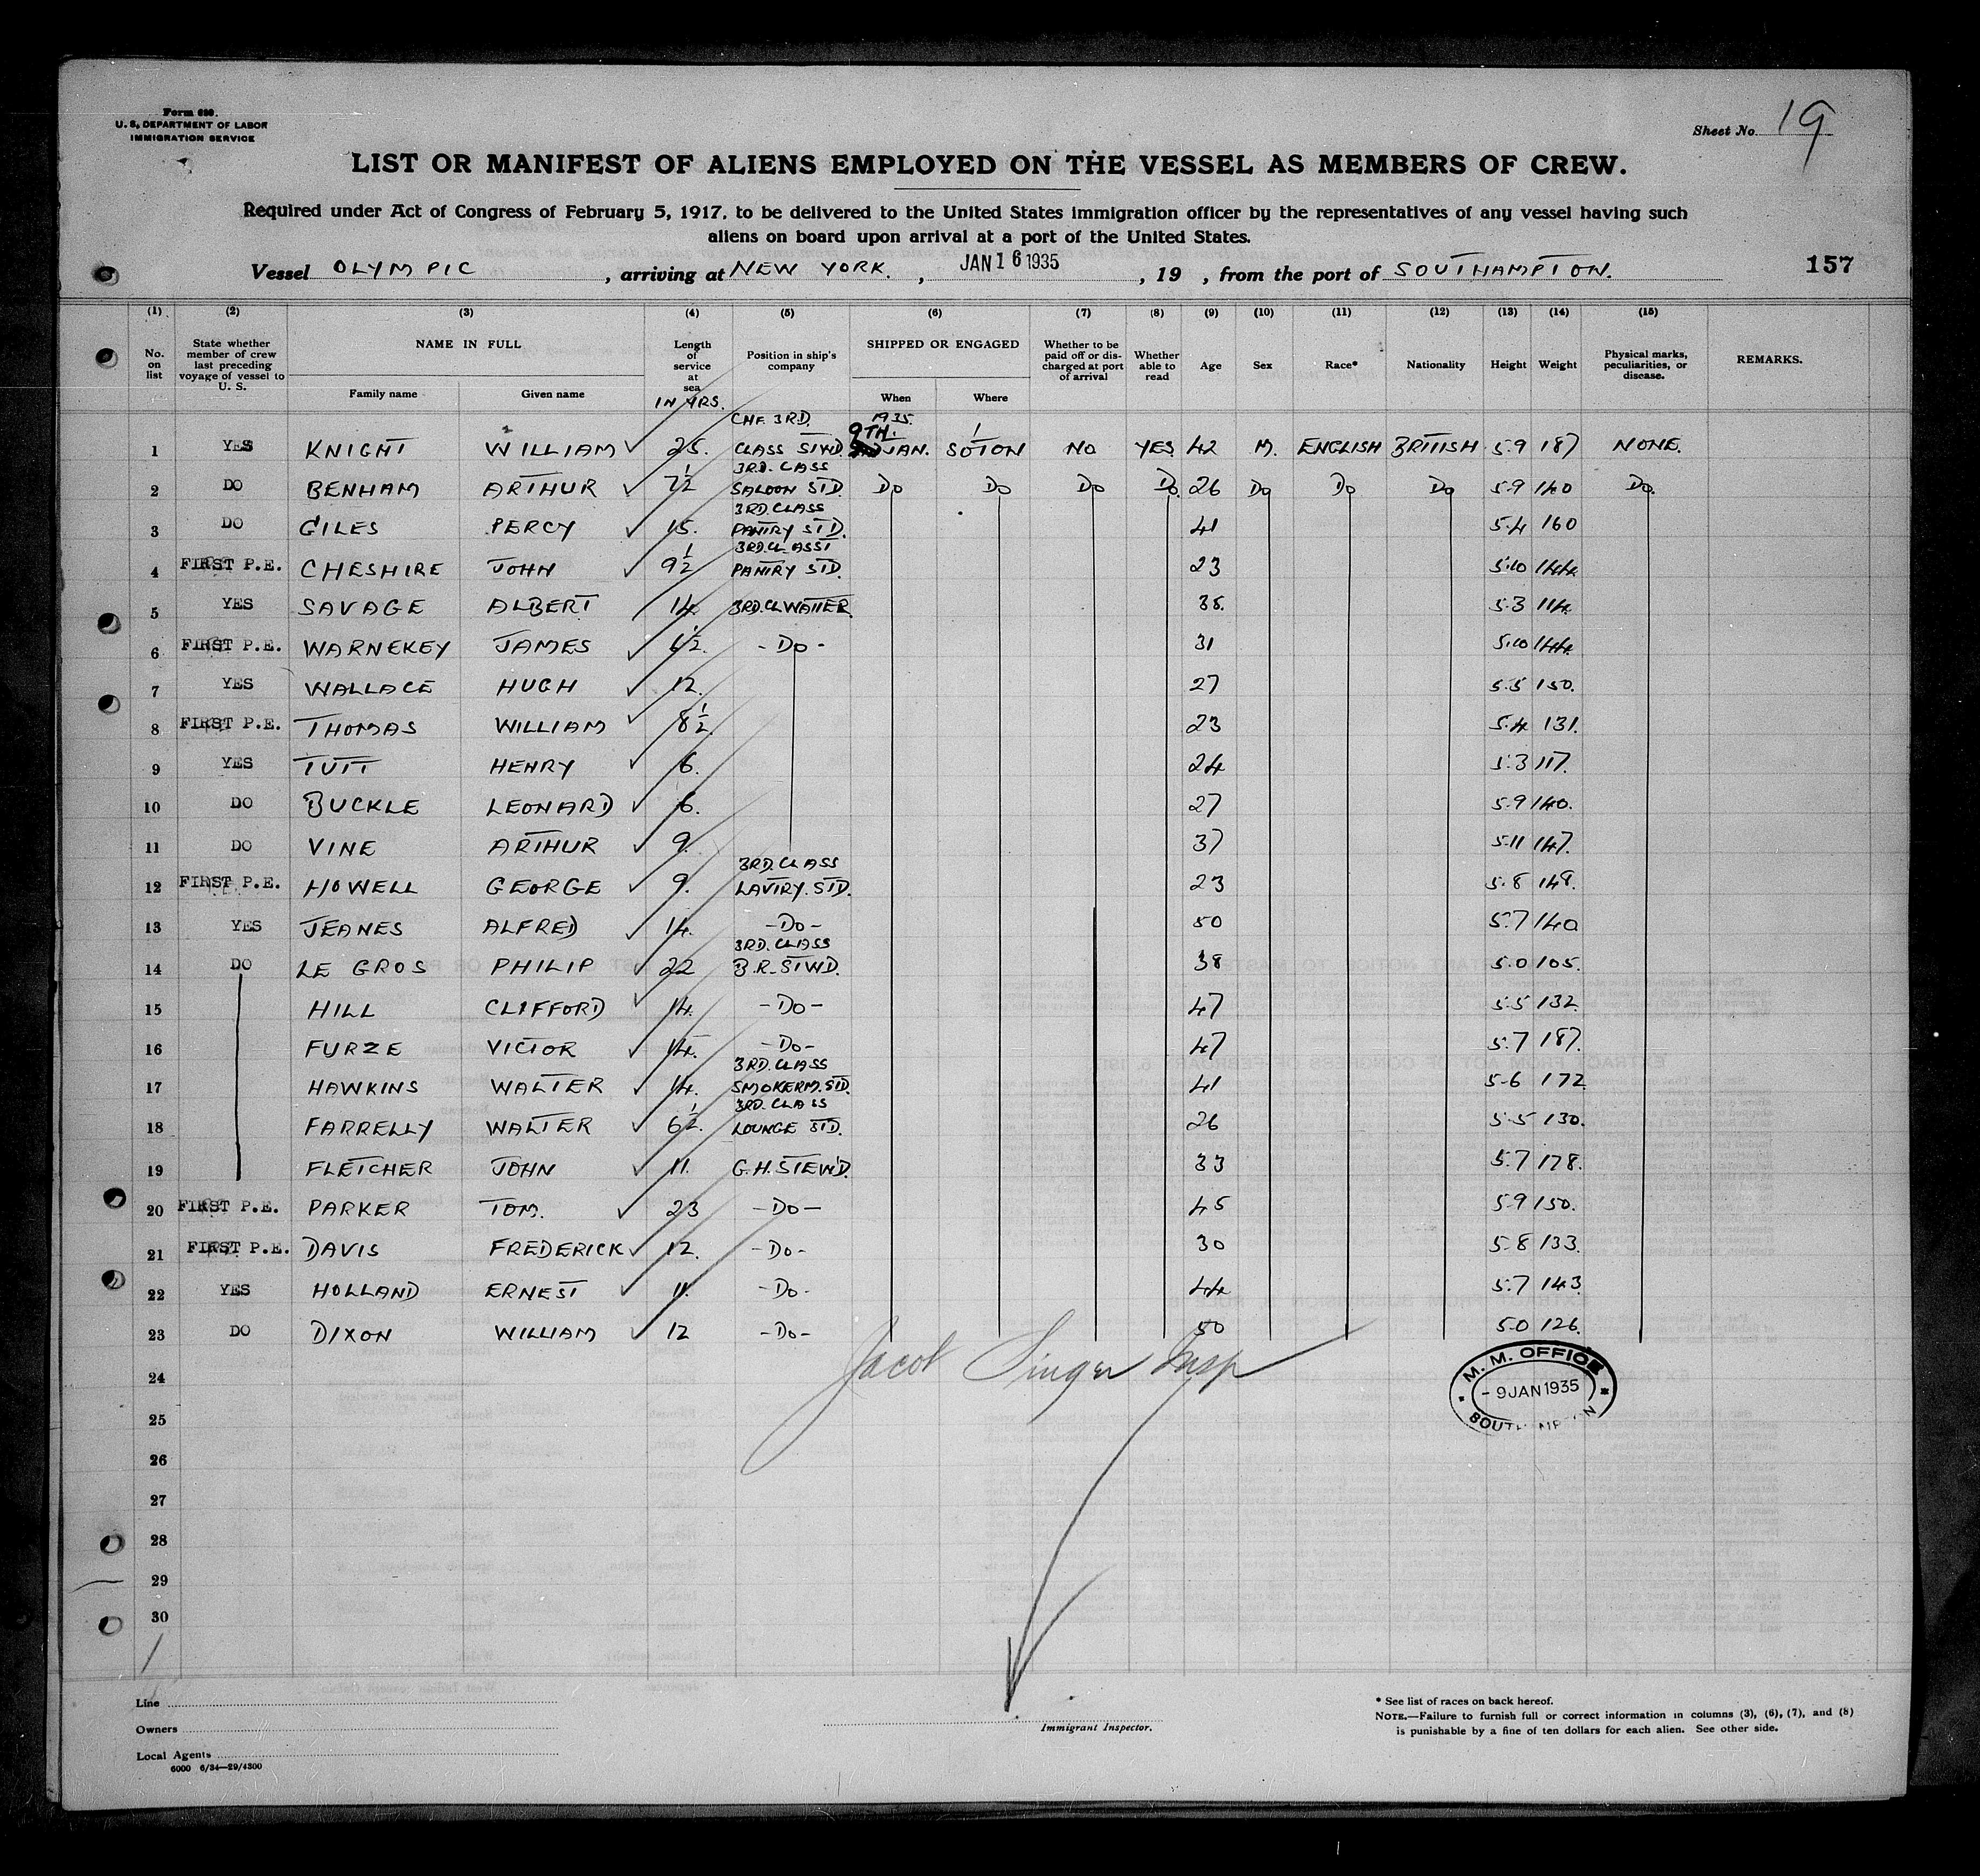 Form 680.
U. S. DEPARTMENT OF LABOR
IMMIGRATION SERVICE
Sheet No. 19
LIST OR MANIFEST OF ALIENS EMPLOYED ON THE VESSEL AS MEMBERS OF CREW.
Required under Act of Congress of February 5, 1917, to be delivered to the United States immigration officer by the representatives of any vessel having such
aliens on board upon arrival at a port of the United States.
Vessel OLYMPIC, arriving at NEW YORK., JAN 16 1935, 19 , from the port of SOUTHAMPTON. 157
(1) (2) (3) (4) (5) (6) (7) (8) (9) (10) (11) (12) (13) (14) (15)
No. on list State whether member of crew last preceding voyage of vessel to U. S. NAME IN FULL Family name Given name Length of service at sea IN YRS. Position in ship's company SHIPPED OR ENGAGED When Where Whether to be paid off or discharged at port of arrival Whether able to read Age Sex Race* Nationality Height Weight Physical marks, peculiarities, or disease. REMARKS.
1 YES KNIGHT WILLIAM 25. CHF. 3RD. CLASS STWD. 1935. 9TH. JAN. SOTON NO YES 42 M. ENGLISH BRITISH 5.9 187 NONE.
2 DO BENHAM ARTHUR 7½ 3RD. CLASS SALOON STD. DO DO DO DO 26 DO DO DO 5.9 140 DO.
3 DO GILES PERCY 15. 3RD. CLASS PANTRY STD. 41 5.4 160
4 FIRST P.E. CHESHIRE JOHN 9½ 3RD. CL ASST PANTRY STD. 23 5.10 144
5 YES SAVAGE ALBERT 14. 3RD. CL WAITER 38. 5.3 114.
6 FIRST P.E. WARNEKEY JAMES - DO - 31 5.10 144.
7 YES WALLACE HUGH 12. 27 5.5 150.
8 FIRST P.E. THOMAS WILLIAM 8½. 23 5.4 131.
9 YES TUTT HENRY 6. 24 5.3 117.
10 DO BUCKLE LEONARD 6. 27 5.9 140.
11 DO VINE ARTHUR 9. 37 5.11 147.
12 FIRST P.E. HOWELL GEORGE 9. 3RD. CLASS LAVTRY. STD. 23 5.8 149.
13 YES JEANES ALFRED 14. - DO - 50 5.7 140
14 DO LE GROS PHILIP 22 3RD. CLASS B.R. STWD. 38 5.0 105.
15 HILL CLIFFORD 14. - DO - 47 5.5 132.
16 FURZE VICTOR 14. - DO - 47 5.7 187.
17 HAWKINS WALTER 14. 3RD. CLASS SMOKERM. STD. 41 5-6 172
18 FARRELLY WALTER 6½. 3RD. CLASS LOUNGE STD. 26 5.5 130.
19 FLETCHER JOHN 11. G.H. STEW'D. 33 5.7 178.
20 FIRST P.E. PARKER TOM. 23 - DO - 45 5.9 150.
21 FIRST P.E. DAVIS FREDERICK 12. - DO - 30 5.8 133.
22 YES HOLLAND ERNEST 11. - DO - 44 5.7 143
23 DO DIXON WILLIAM 12 - DO - 50 5.0 126.
24
Jacob Singer Insp
M. M. OFFICE
- 9 JAN 1935
25
26
27
28
29
30
Line
Owners
Local Agents
6000 6/34—29/4300
Immigrant Inspector.
* See list of races on back hereof.
NOTE.—Failure to furnish full or correct information in columns (3), (6), (7), and (8)
is punishable by a fine of ten dollars for each alien. See other side.